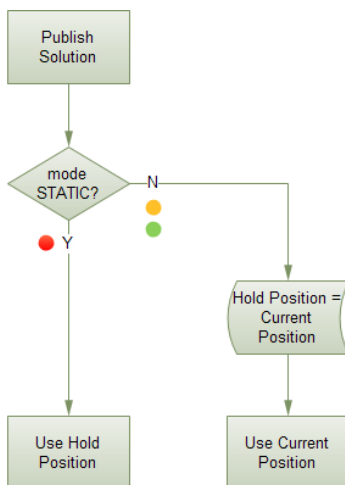 Publish
Solution
mode
STATIC?
N
Y
Hold Position =
Current
Position
Use Hold
Position
Use Current
Position